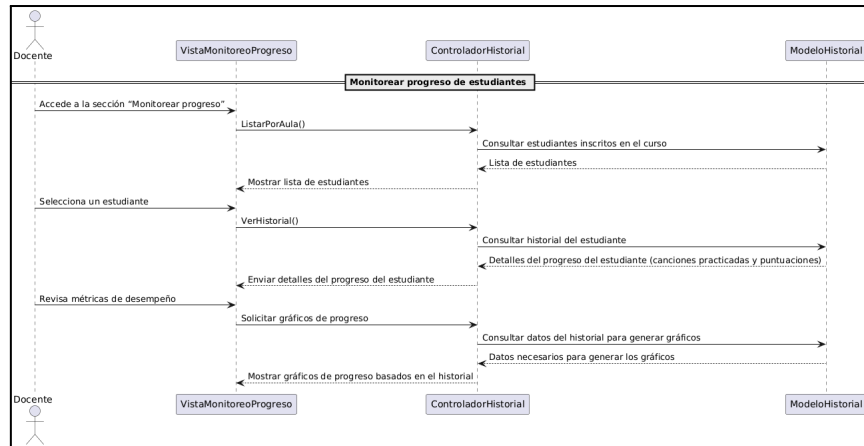 Docente
VistaMonitoreoProgreso
ControladorHistorial
ModeloHistorial
Monitorear progreso de estudiantes
Accede a la sección “Monitorear progreso”
ListarPorAula()
Consultar estudiantes inscritos en el curso
Lista de estudiantes
Mostrar lista de estudiantes
Selecciona un estudiante
VerHistorial()
Consultar historial del estudiante
Detalles del progreso del estudiante (canciones practicadas y puntuaciones)
Enviar detalles del progreso del estudiante
Revisa métricas de desempeño
Solicitar gráficos de progreso
Consultar datos del historial para generar gráficos
Datos necesarios para generar los gráficos
Mostrar gráficos de progreso basados en el historial
Docente
VistaMonitoreoProgreso
ControladorHistorial
ModeloHistorial